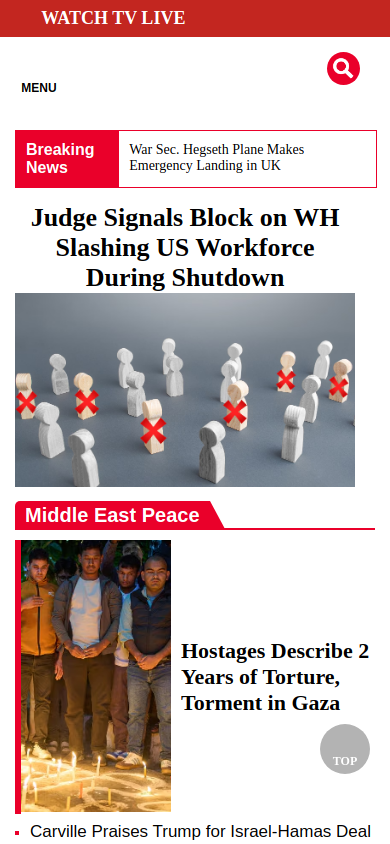 WATCH TV LIVE
MENU
Breaking
News
War Sec. Hegseth Plane Makes
Emergency Landing in UK
Judge Signals Block on WH
Slashing US Workforce
During Shutdown
Middle East Peace
Hostages Describe 2
Years of Torture,
Torment in Gaza
TOP
Carville Praises Trump for Israel-Hamas Deal